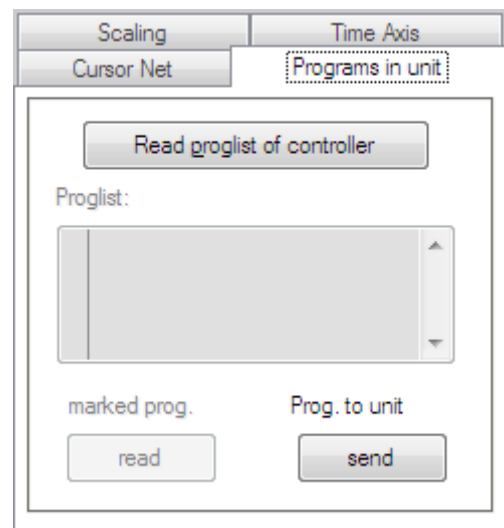 Scaling
Time Axis
Cursor Net
Programs in unit
Read proglist of controller
Proglist:
marked prog.
Prog. to unit
read
send